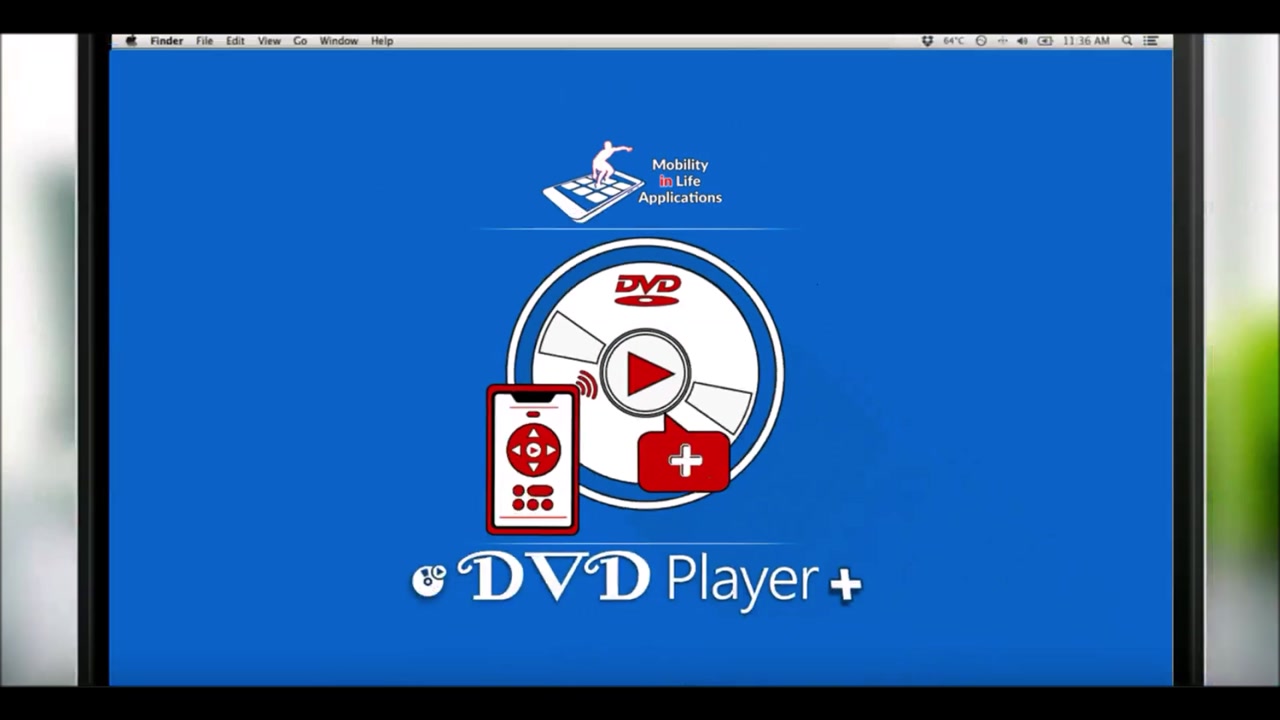 Finder File Edit View Go Window Help 64°C 11:36 AM
Mobility
in Life
Applications
DVD
DVD Player +